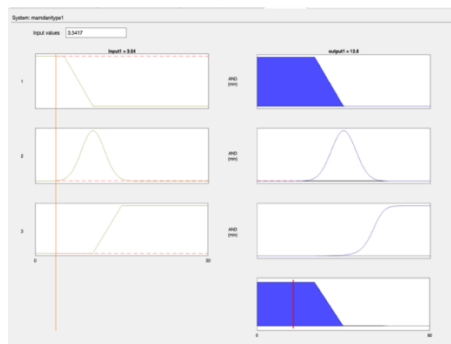 System: mamdanitype1
Input values 3.5417
input1 = 3.54
output1 = 13.8
1
AND
(min)
2
AND
(min)
3
AND
(min)
0
30
0